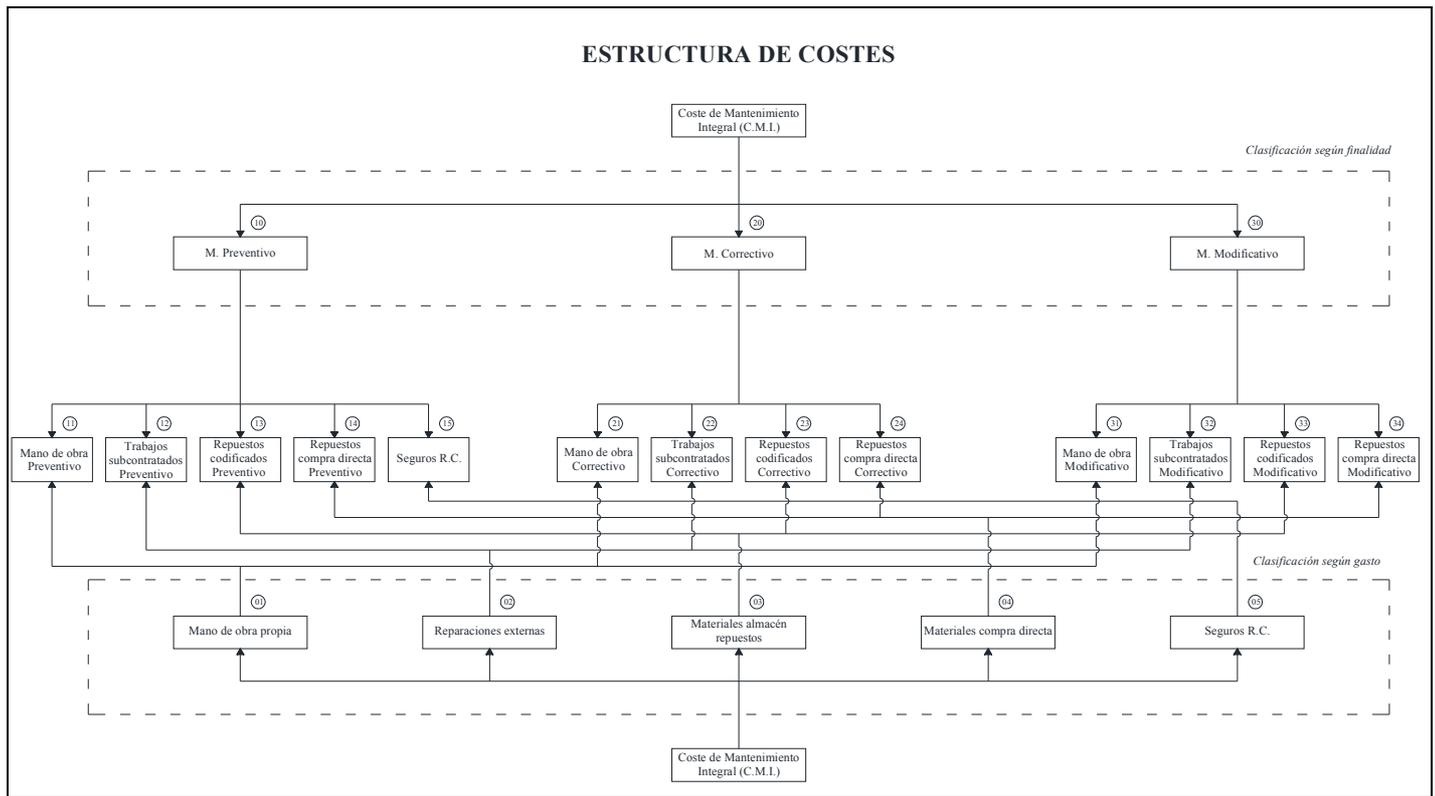 ESTRUCTURA DE COSTES
Coste de Mantenimiento
Integral (C.M.I.)
Clasificación según finalidad
10
20
30
M. Preventivo
M. Correctivo
M. Modificativo
11
12
13
14
15
21
22
23
24
31
32
33
34
Mano de obra
Preventivo
Trabajos
subcontratados
Preventivo
Repuestos
codificados
Preventivo
Repuestos
compra directa
Preventivo
Seguros R.C.
Mano de obra
Correctivo
Trabajos
subcontratados
Correctivo
Repuestos
codificados
Correctivo
Repuestos
compra directa
Correctivo
Mano de obra
Modificativo
Trabajos
subcontratados
Modificativo
Repuestos
codificados
Modificativo
Repuestos
compra directa
Modificativo
Clasificación según gasto
01
02
03
04
05
Mano de obra propia
Reparaciones externas
Materiales almacén
repuestos
Materiales compra directa
Seguros R.C.
Coste de Mantenimiento
Integral (C.M.I.)